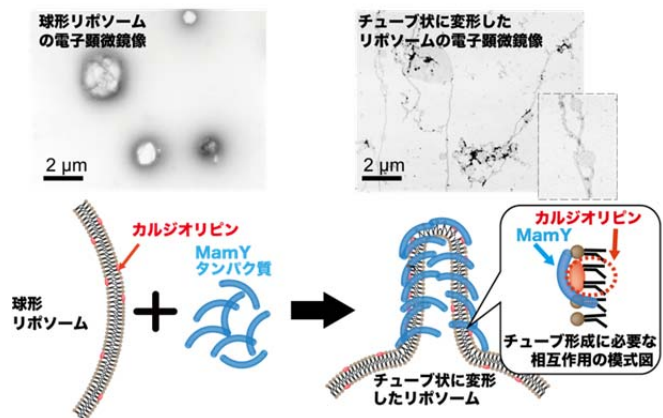 球形リポソーム
の電子顕微鏡像
2 µm
チューブ状に変形した
リポソームの電子顕微鏡像
2 µm
カルジオリピン
MamY
タンパク質
球形
リポソーム
カルジオリピン
MamY
チューブ形成に必要な
相互作用の模式図
チューブ状に変形
したリポソーム